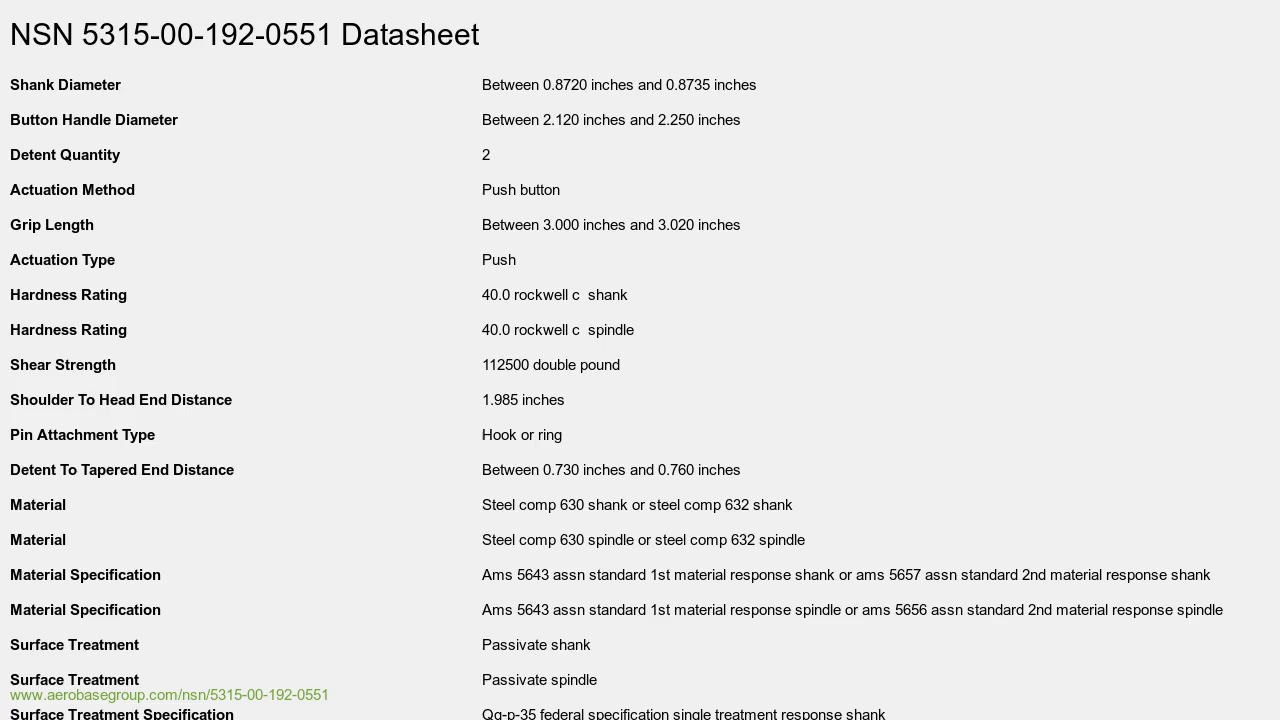 NSN 5315-00-192-0551 Datasheet
Shank Diameter Between 0.8720 inches and 0.8735 inches
Button Handle Diameter Between 2.120 inches and 2.250 inches
Detent Quantity 2
Actuation Method Push button
Grip Length Between 3.000 inches and 3.020 inches
Actuation Type Push
Hardness Rating 40.0 rockwell c  shank
Hardness Rating 40.0 rockwell c  spindle
Shear Strength 112500 double pound
Shoulder To Head End Distance 1.985 inches
Pin Attachment Type Hook or ring
Detent To Tapered End Distance Between 0.730 inches and 0.760 inches
Material Steel comp 630 shank or steel comp 632 shank
Material Steel comp 630 spindle or steel comp 632 spindle
Material Specification Ams 5643 assn standard 1st material response shank or ams 5657 assn standard 2nd material response shank
Material Specification Ams 5643 assn standard 1st material response spindle or ams 5656 assn standard 2nd material response spindle
Surface Treatment Passivate shank
Surface Treatment Passivate spindle
www.aerobasegroup.com/nsn/5315-00-192-0551
Surface Treatment Specification Qq-p-35 federal specification single treatment response shank